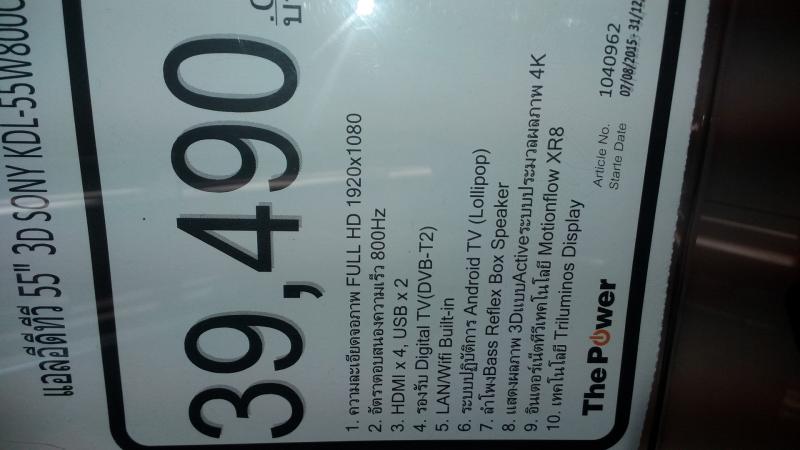 แอลอีดีทีวี 55" 3D SONY KDL-55W800C
39,490
1. ความละเอียดจอภาพ FULL HD 1920x1080
2. อัตราตอบสนองความเร็ว 800Hz
3. HDMI x 4, USB x 2
4. รองรับ Digital TV(DVB-T2)
5. LAN/Wifi Built-in
6. ระบบปฏิบัติการ Android TV (Lollipop)
7. ลำโพงBass Reflex Box Speaker
8. แสดงผลภาพ 3DแบบActiveระบบประมวลผลภาพ 4K
9. อินเตอร์เน็ตทีวีเทคโนโลยี Motionflow XR8
10. เทคโนโลยี Triluminos Display
The Power
Article No. 1040962
Starte Date 07/08/2015 - 31/12/